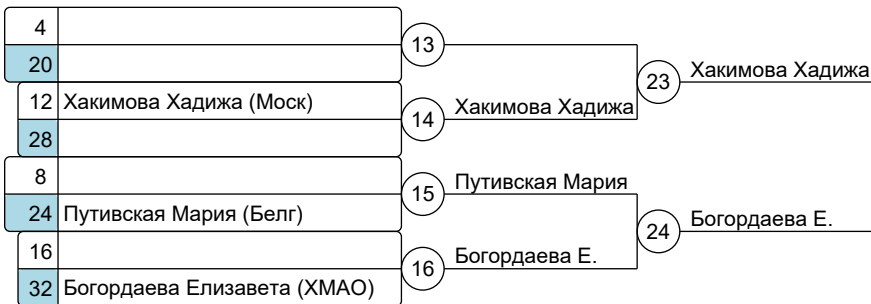 4
13
20
23 Хакимова Хадижа
12 Хакимова Хадижа (Моск)
14 Хакимова Хадижа
28
8
15 Путивская Мария
24 Путивская Мария (Белг)
24 Богордаева Е.
16
16 Богордаева Е.
32 Богордаева Елизавета (ХМАО)